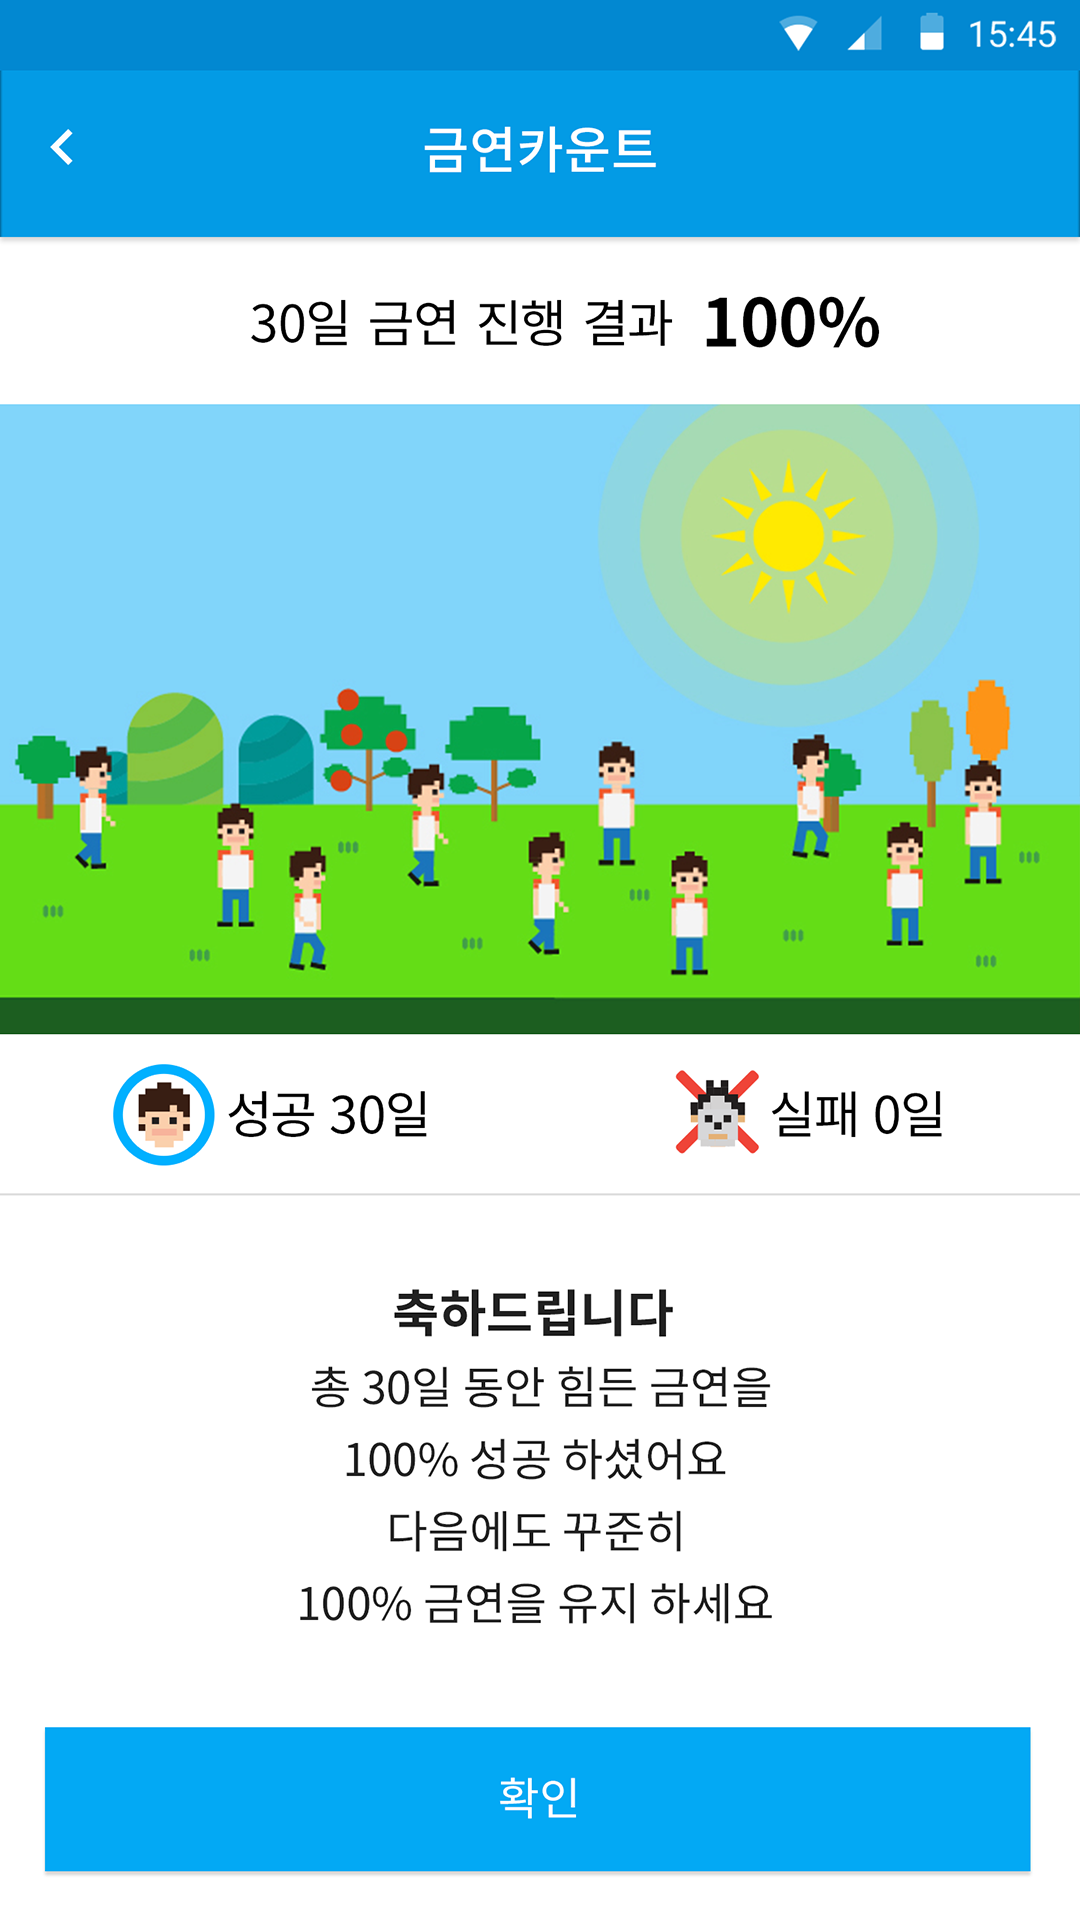 15:45
금연카운트
30일 금연 진행 결과 100%
성공 30일 실패 0일
축하드립니다
총 30일 동안 힘든 금연을
100% 성공 하셨어요
다음에도 꾸준히
100% 금연을 유지 하세요
확인